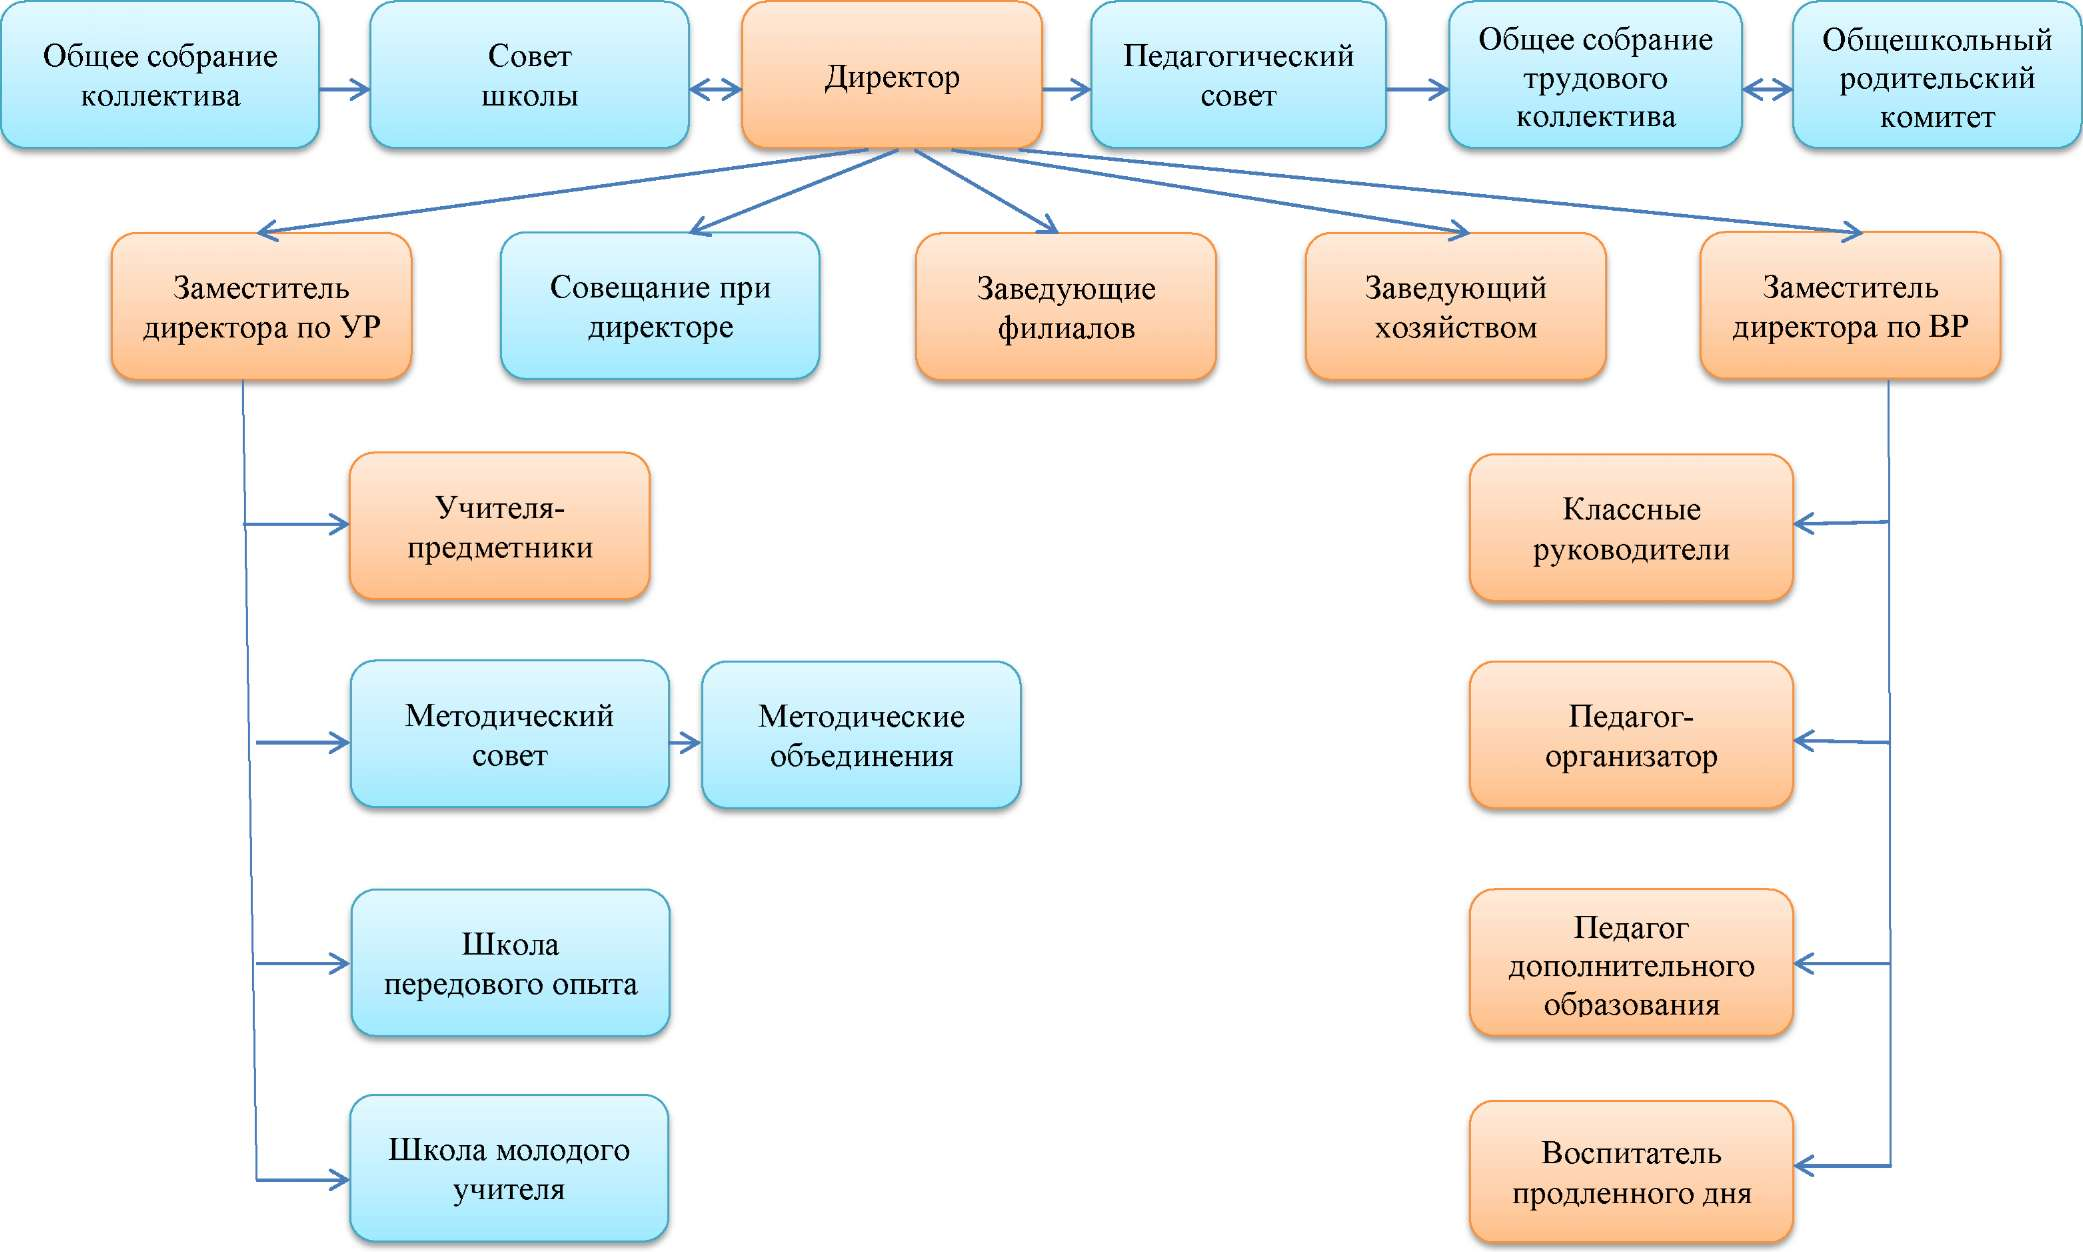 Общее собрание
коллектива
Совет
школы
Директор
Педагогический
совет
Общее собрание
трудового
коллектива
Общешкольный
родительский
комитет
Заместитель
директора по УР
Совещание при
директоре
Заведующие
филиалов
Заведующий
хозяйством
Заместитель
директора по ВР
Учителя-
предметники
Классные
руководители
Методический
совет
Методические
объединения
Педагог-
организатор
Школа
передового опыта
Педагог
дополнительного
образования
Школа молодого
учителя
Воспитатель
продленного дня